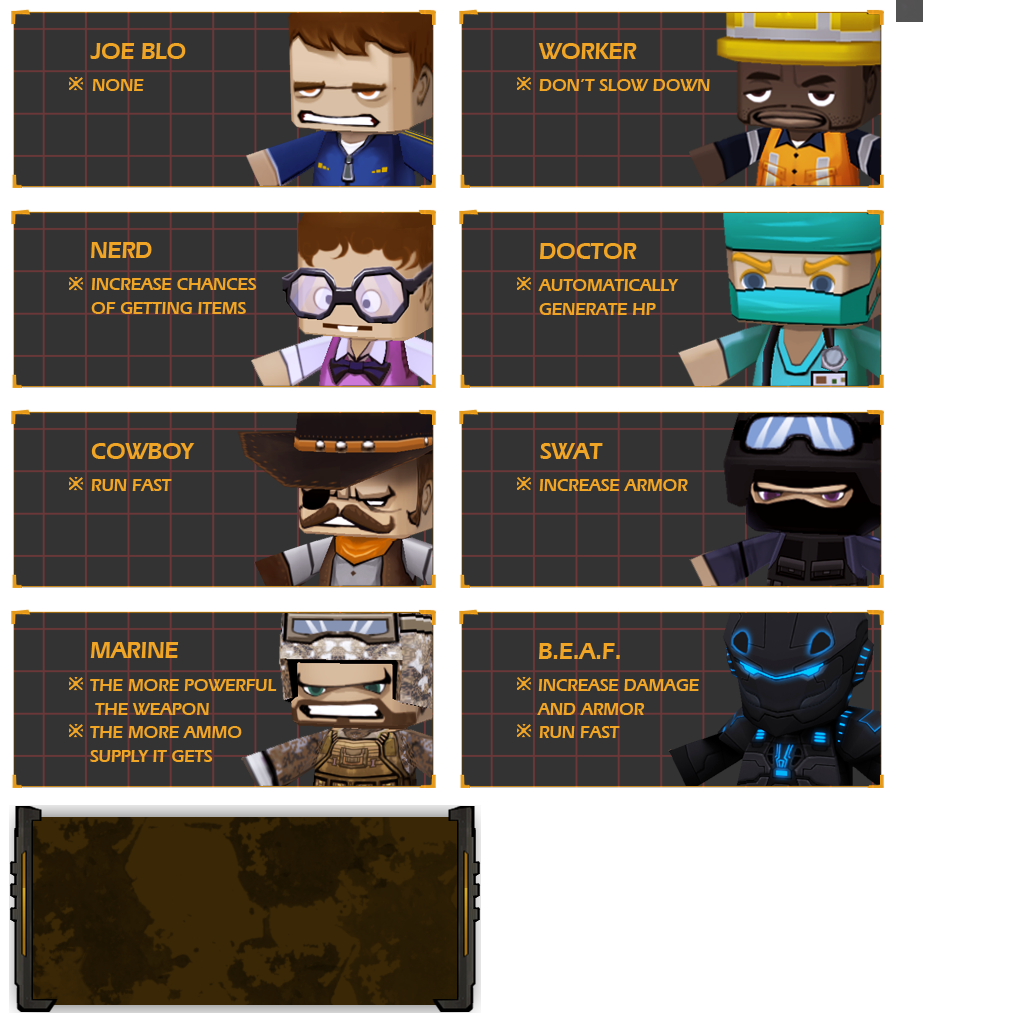 JOE BLO
※ NONE
WORKER
※ DON'T SLOW DOWN
NERD
※ INCREASE CHANCES
OF GETTING ITEMS
DOCTOR
※ AUTOMATICALLY
GENERATE HP
COWBOY
※ RUN FAST
SWAT
※ INCREASE ARMOR
MARINE
※ THE MORE POWERFUL
THE WEAPON
※ THE MORE AMMO
SUPPLY IT GETS
B.E.A.F.
※ INCREASE DAMAGE
AND ARMOR
※ RUN FAST